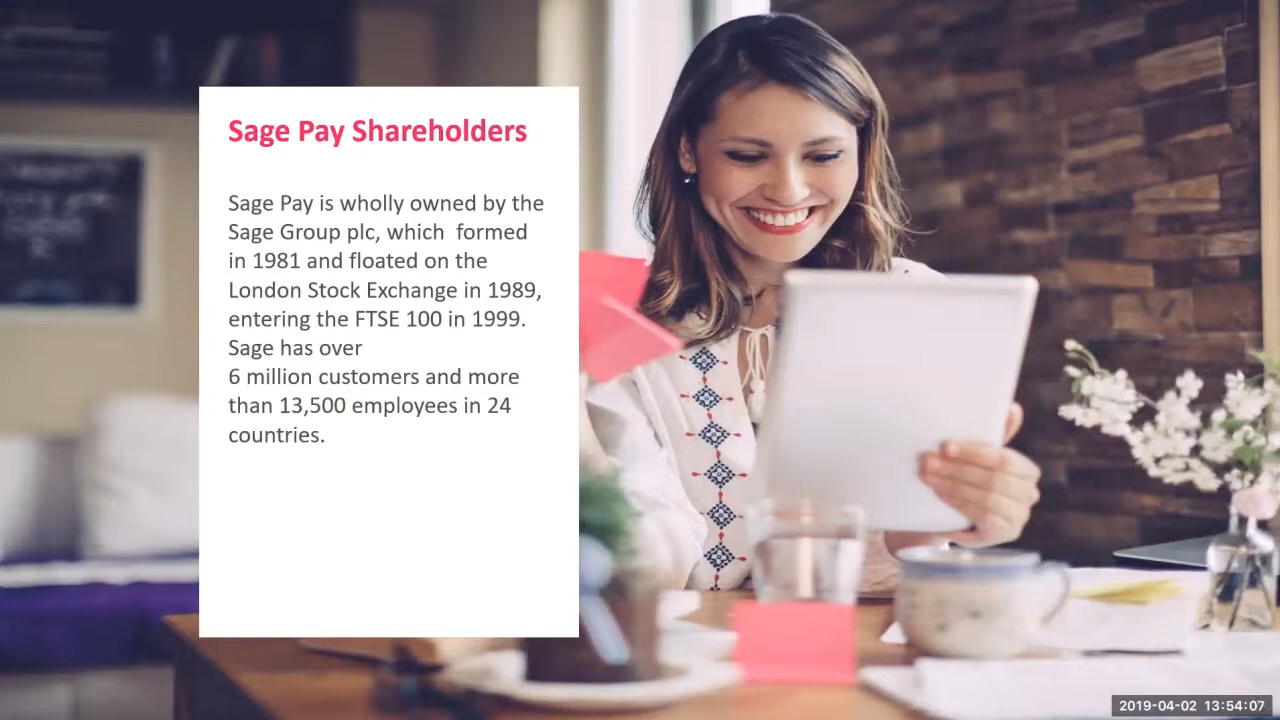 Sage Pay Shareholders
Sage Pay is wholly owned by the
Sage Group plc, which  formed
in 1981 and floated on the
London Stock Exchange in 1989,
entering the FTSE 100 in 1999.
Sage has over
6 million customers and more
than 13,500 employees in 24
countries.
2019-04-02  13:54:07